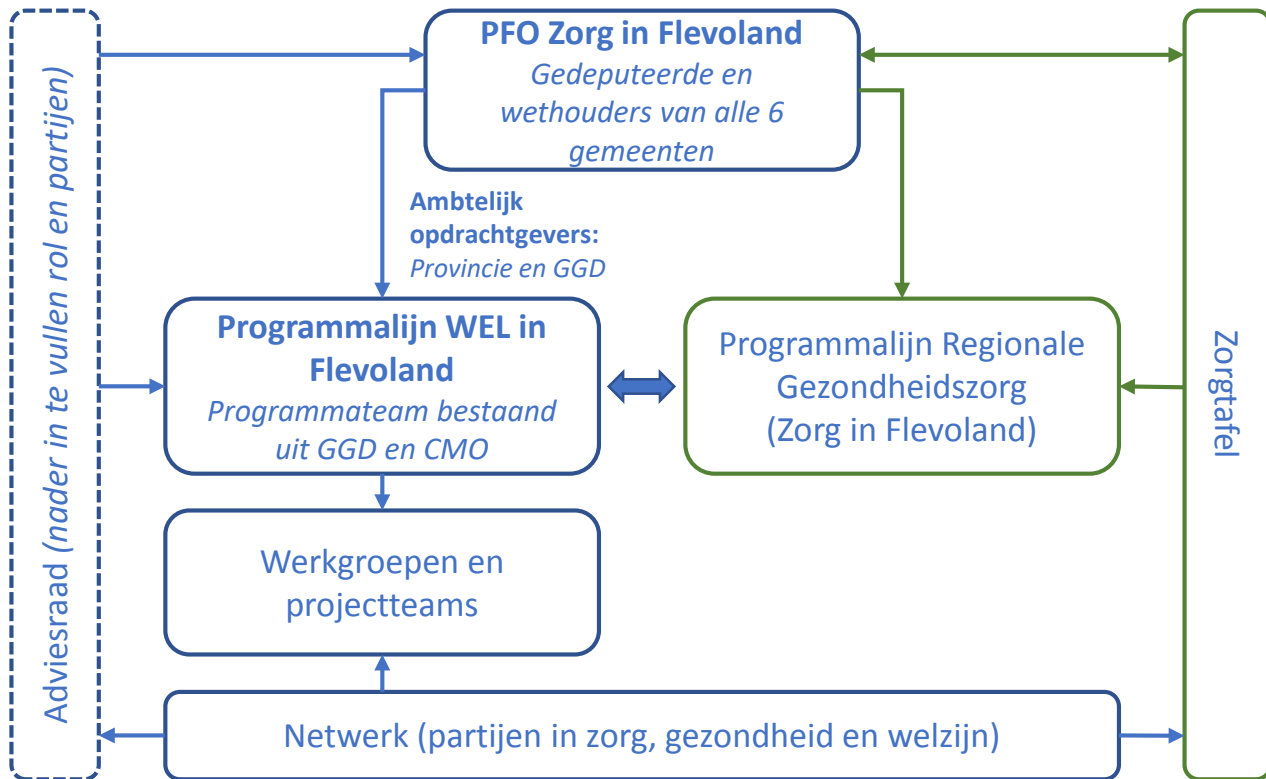 Adviesraad (nader in te vullen rol en partijen)
PFO Zorg in Flevoland
Gedeputeerde en
wethouders van alle 6
gemeenten
Ambtelijk
opdrachtgevers:
Provincie en GGD
Programmalijn WEL in
Flevoland
Programmateam bestaand
uit GGD en CMO
Programmalijn Regionale
Gezondheidszorg
(Zorg in Flevoland)
Zorgtafel
Werkgroepen en
projectteams
Netwerk (partijen in zorg, gezondheid en welzijn)